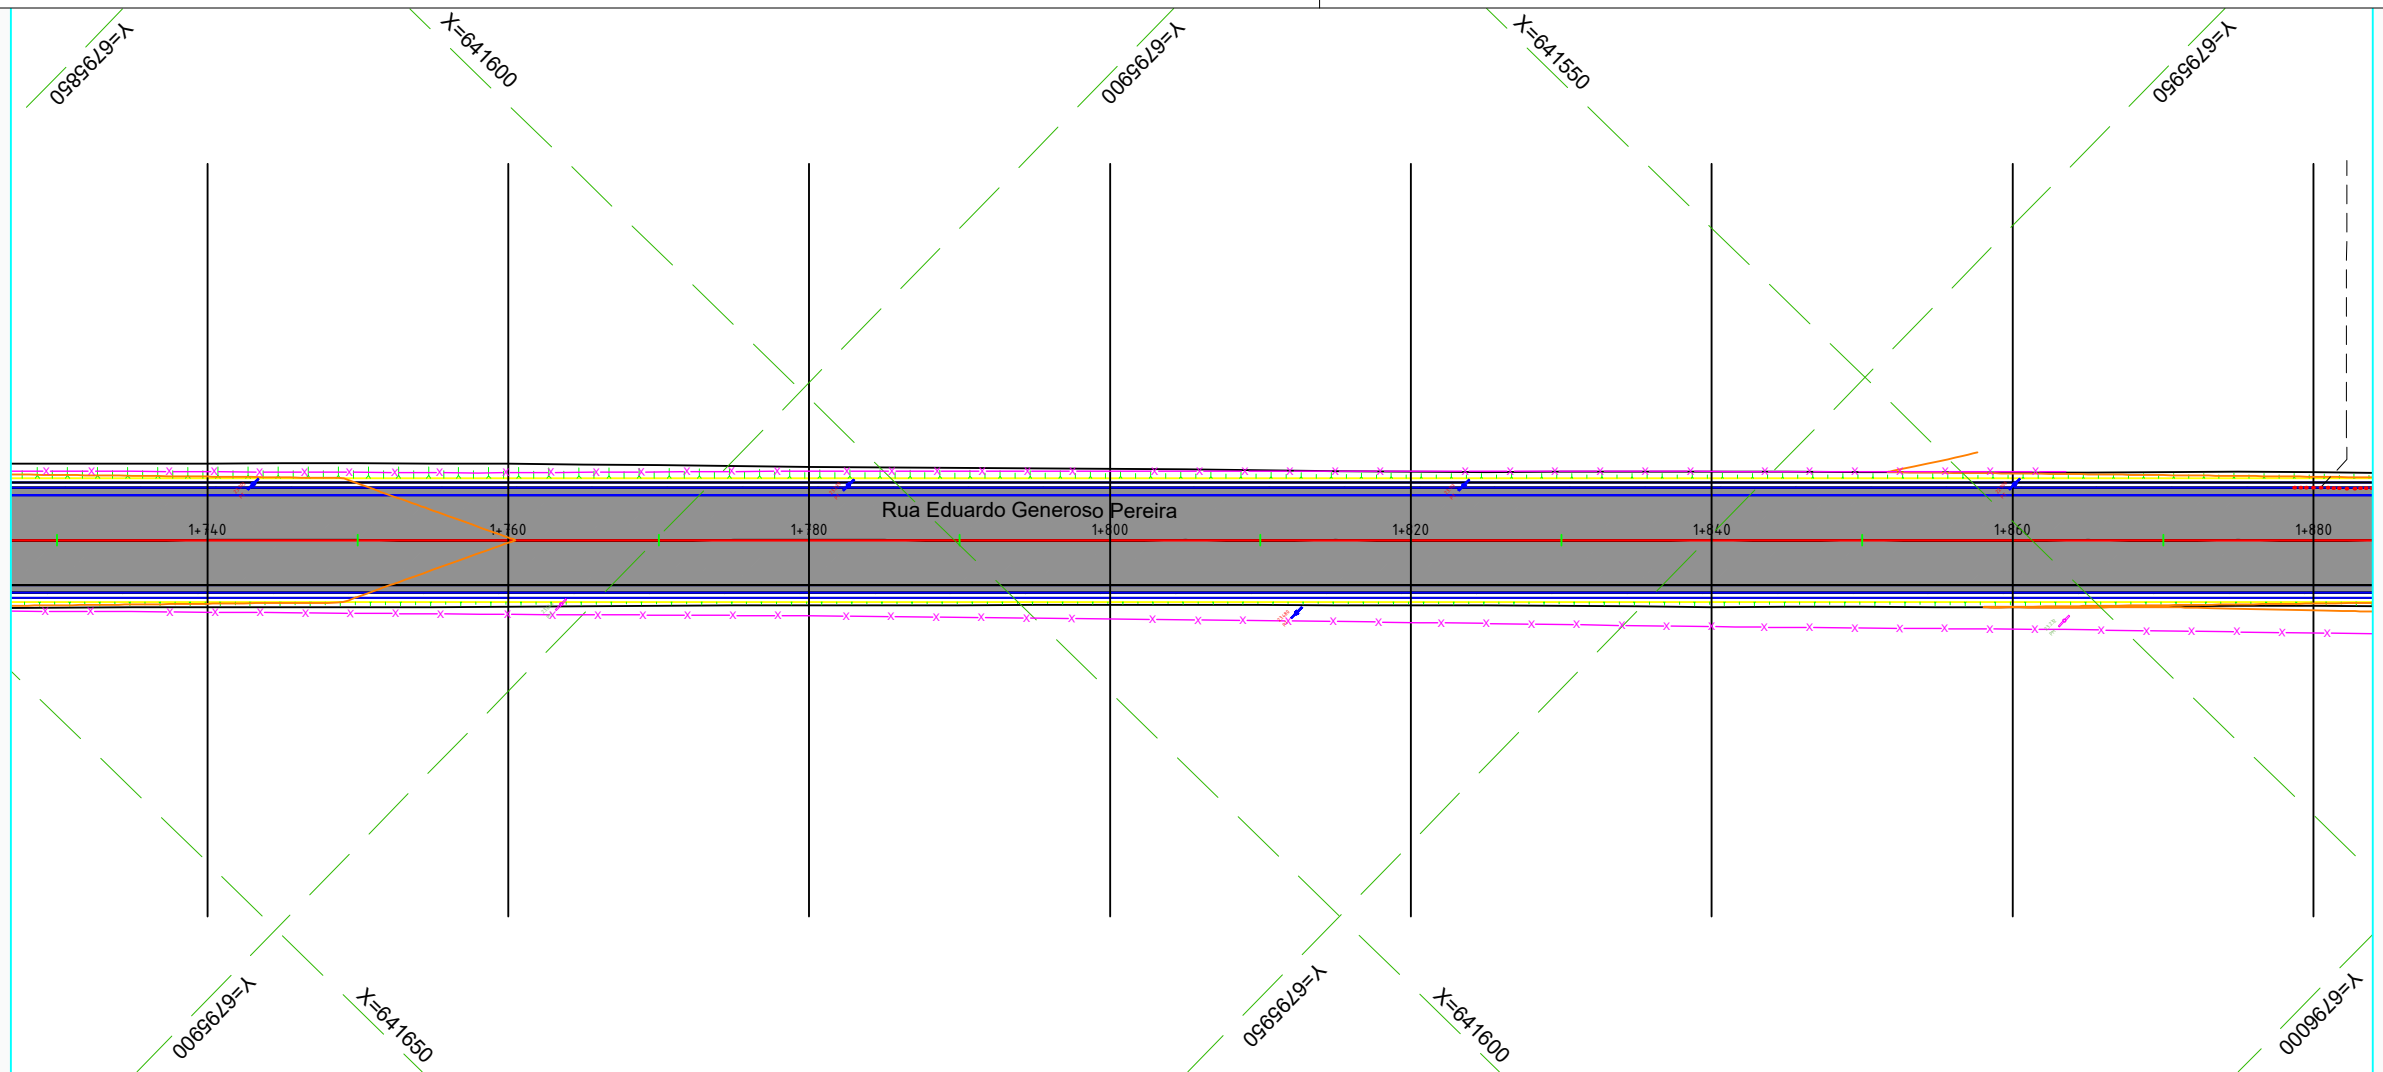 Y=6795850
X=641600
Y=6795900
X=641550
Y=6795950
Rua Eduardo Generoso Pereira
1+740
1+760
1+780
1+800
1+820
1+840
1+860
1+880
Y=6795900
X=641650
Y=6795950
X=641600
Y=6796000